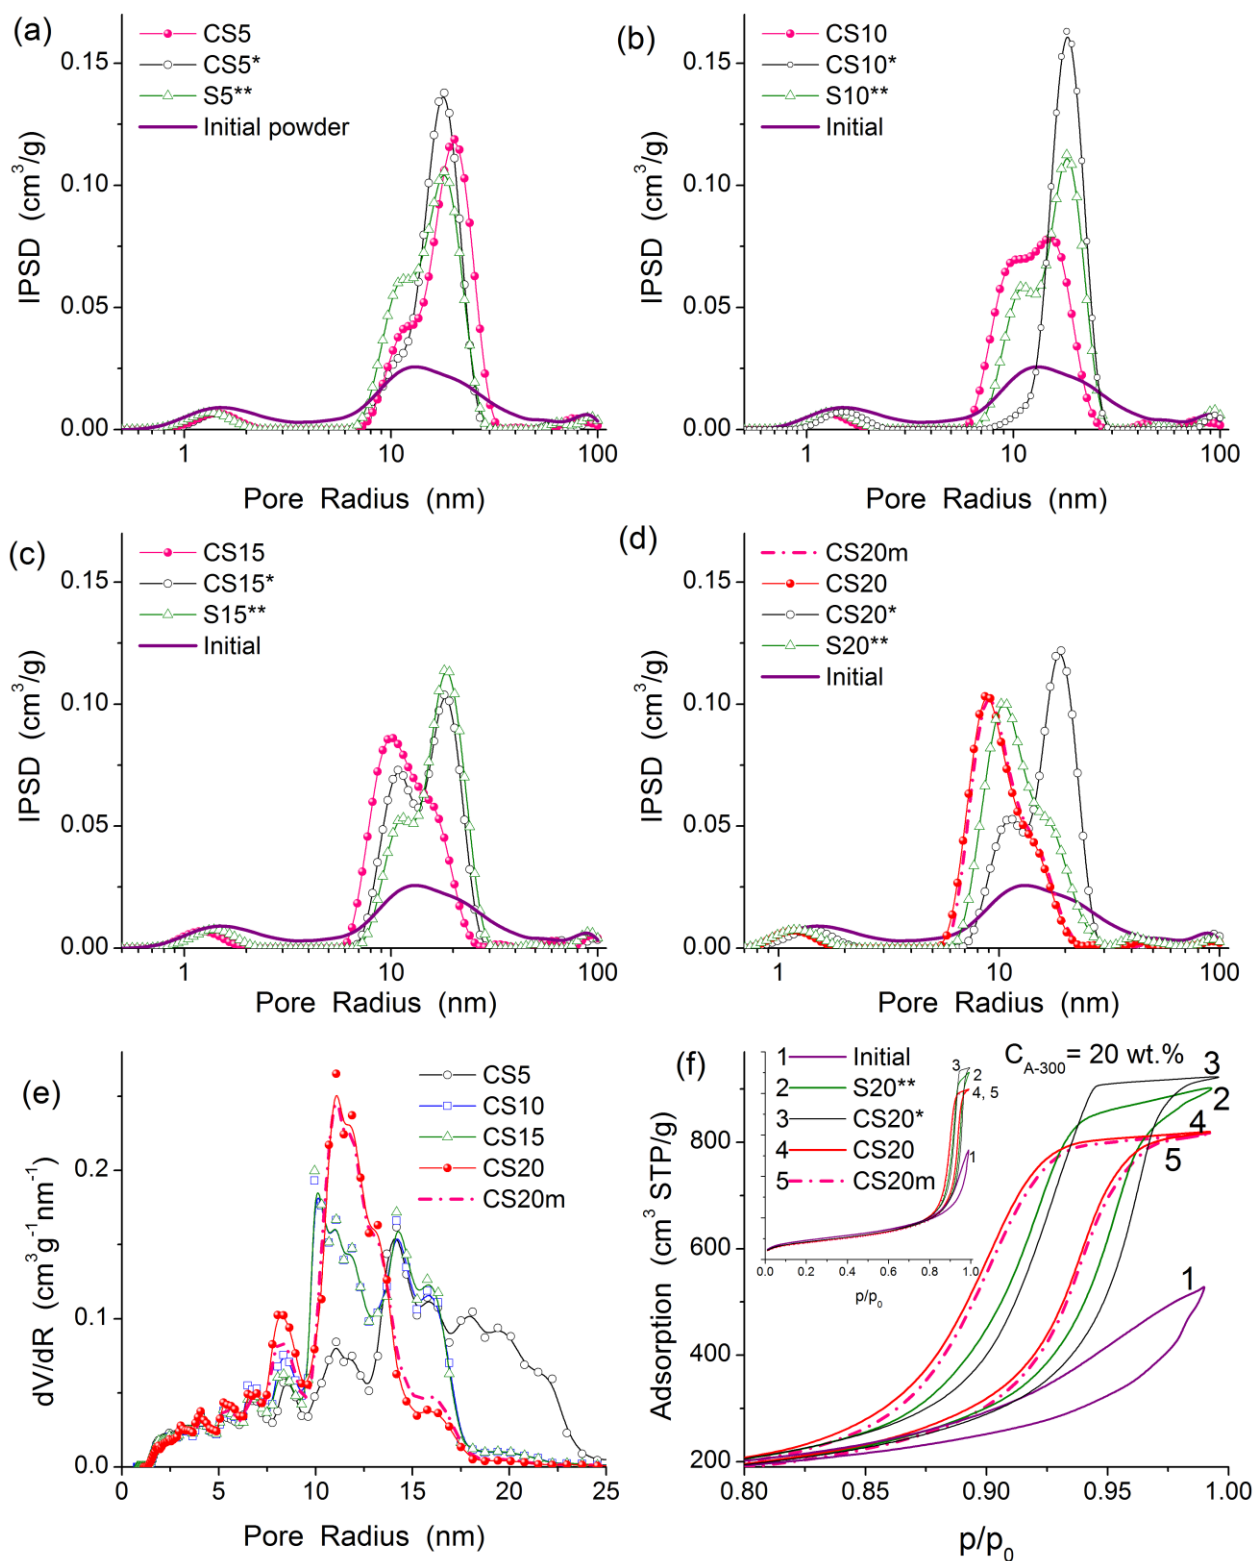 (a)
CS5
CS5*
S5**
Initial powder
IPSD (cm³/g)
0.15
0.10
0.05
0.00
1
10
100
Pore Radius (nm)
(b)
CS10
CS10*
S10**
Initial
IPSD (cm³/g)
0.15
0.10
0.05
0.00
1
10
100
Pore Radius (nm)
(c)
CS15
CS15*
S15**
Initial
IPSD (cm³/g)
0.15
0.10
0.05
0.00
1
10
100
Pore Radius (nm)
(d)
CS20m
CS20
CS20*
S20**
Initial
IPSD (cm³/g)
0.15
0.10
0.05
0.00
1
10
100
Pore Radius (nm)
(e)
CS5
CS10
CS15
CS20
CS20m
dV/dR (cm³g⁻¹nm⁻¹)
0.2
0.1
0.0
0
5
10
15
20
25
Pore Radius (nm)
(f)
1 Initial
2 S20**
3 CS20*
4 CS20
5 CS20m
C_A-300 = 20 wt.%
3
2
4
5
1
3
2
4, 5
1
0.0
0.2
0.4
0.6
0.8
1.0
p/p₀
Adsorption (cm³ STP/g)
800
600
400
200
0.80
0.85
0.90
0.95
1.00
p/p₀